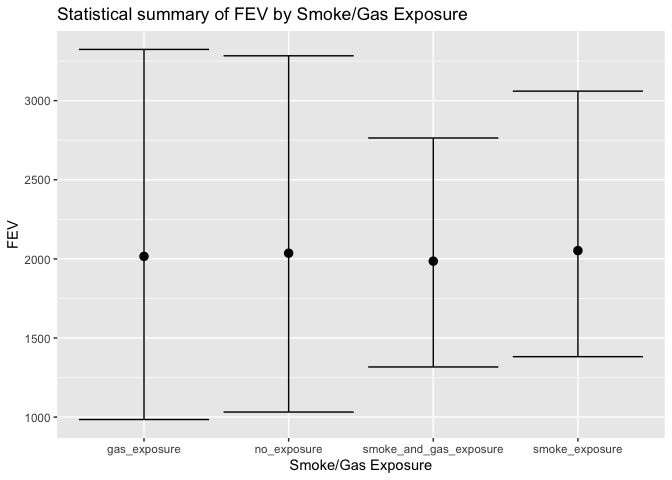 Statistical summary of FEV by Smoke/Gas Exposure
3000
2500
2000
1500
1000
FEV
gas_exposure no_exposure smoke_and_gas_exposure smoke_exposure
Smoke/Gas Exposure